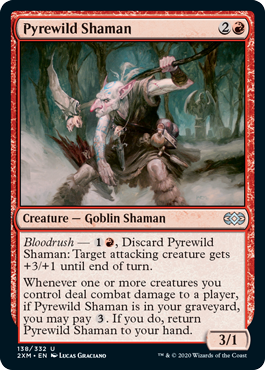 Pyrewild Shaman 2
Creature — Goblin Shaman
Bloodrush — 1 , Discard Pyrewild
Shaman: Target attacking creature gets
+3/+1 until end of turn.
Whenever one or more creatures you
control deal combat damage to a player,
if Pyrewild Shaman is in your graveyard,
you may pay 3. If you do, return
Pyrewild Shaman to your hand.
3/1
138/332 U
2XM • EN Lucas Graciano
™ & © 2020 Wizards of the Coast